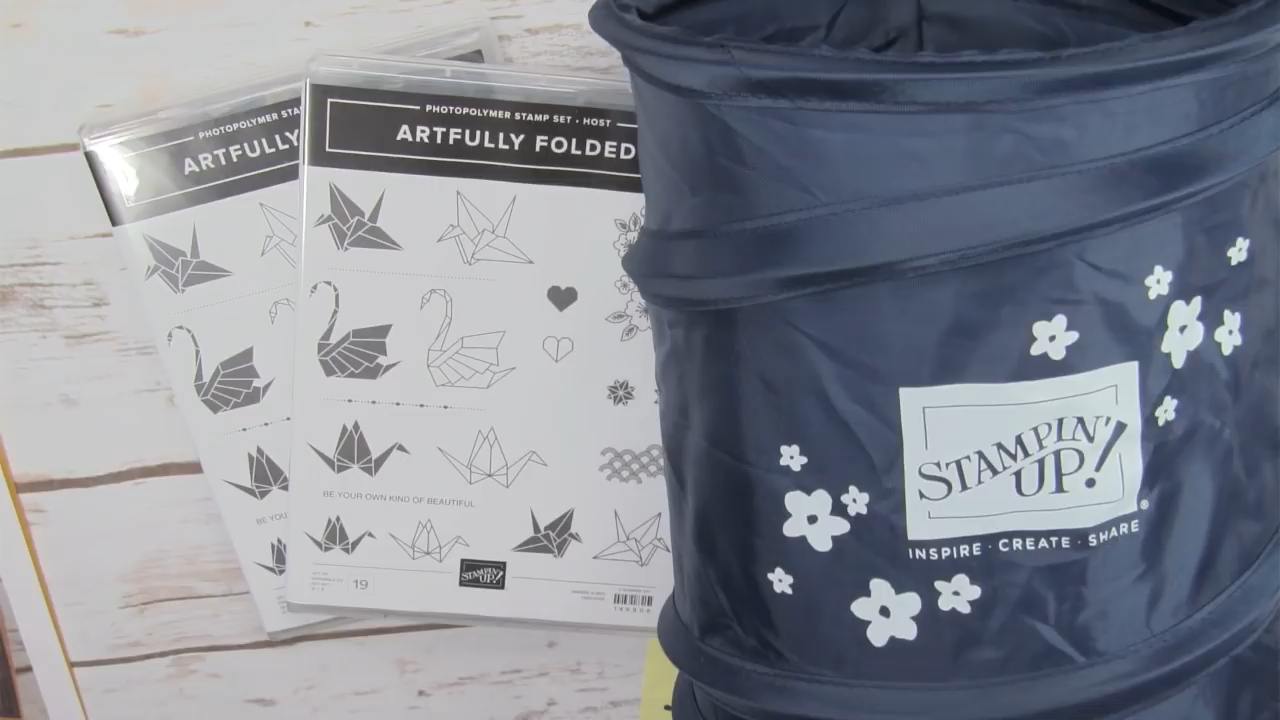 PHOTOPOLYMER STA
ARTFULLY
BE YOU
PHOTOPOLYMER STAMP SET • HOST
ARTFULLY FOLDED
BE YOUR OWN KIND OF BEAUTIFUL
19
STAMPIN' UP!
STAMPIN' UP!®
INSPIRE · CREATE · SHARE